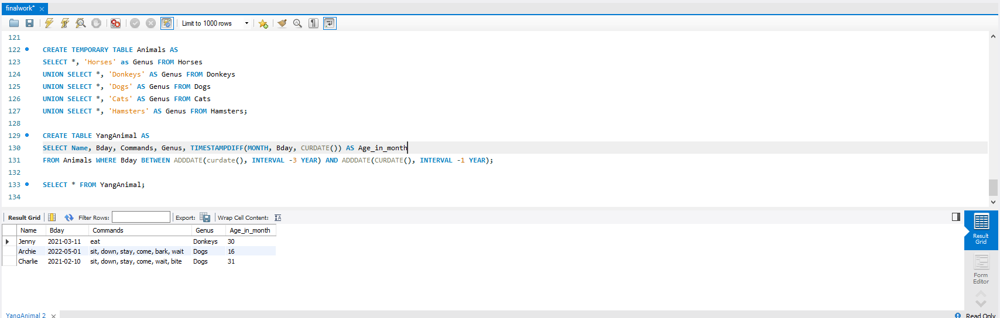 finalwork*
Limit to 1000 rows
121
122 CREATE TEMPORARY TABLE Animals AS
123 SELECT *, 'Horses' as Genus FROM Horses
124 UNION SELECT *, 'Donkeys' AS Genus FROM Donkeys
125 UNION SELECT *, 'Dogs' AS Genus FROM Dogs
126 UNION SELECT *, 'Cats' AS Genus FROM Cats
127 UNION SELECT *, 'Hamsters' AS Genus FROM Hamsters;
128
129 CREATE TABLE YangAnimal AS
130 SELECT Name, Bday, Commands, Genus, TIMESTAMPDIFF(MONTH, Bday, CURDATE()) AS Age_in_month
131 FROM Animals WHERE Bday BETWEEN ADDDATE(curdate(), INTERVAL -3 YEAR) AND ADDDATE(CURDATE(), INTERVAL -1 YEAR);
132
133 SELECT * FROM YangAnimal;
134
Result Grid Filter Rows: Export: Wrap Cell Content:
Name Bday Commands Genus Age_in_month
Jenny 2021-03-11 eat Donkeys 30
Archie 2022-05-01 sit, down, stay, come, bark, wait Dogs 16
Charlie 2021-02-10 sit, down, stay, come, wait, bite Dogs 31
Result
Grid
Form
Editor
YangAnimal 2
Read Only